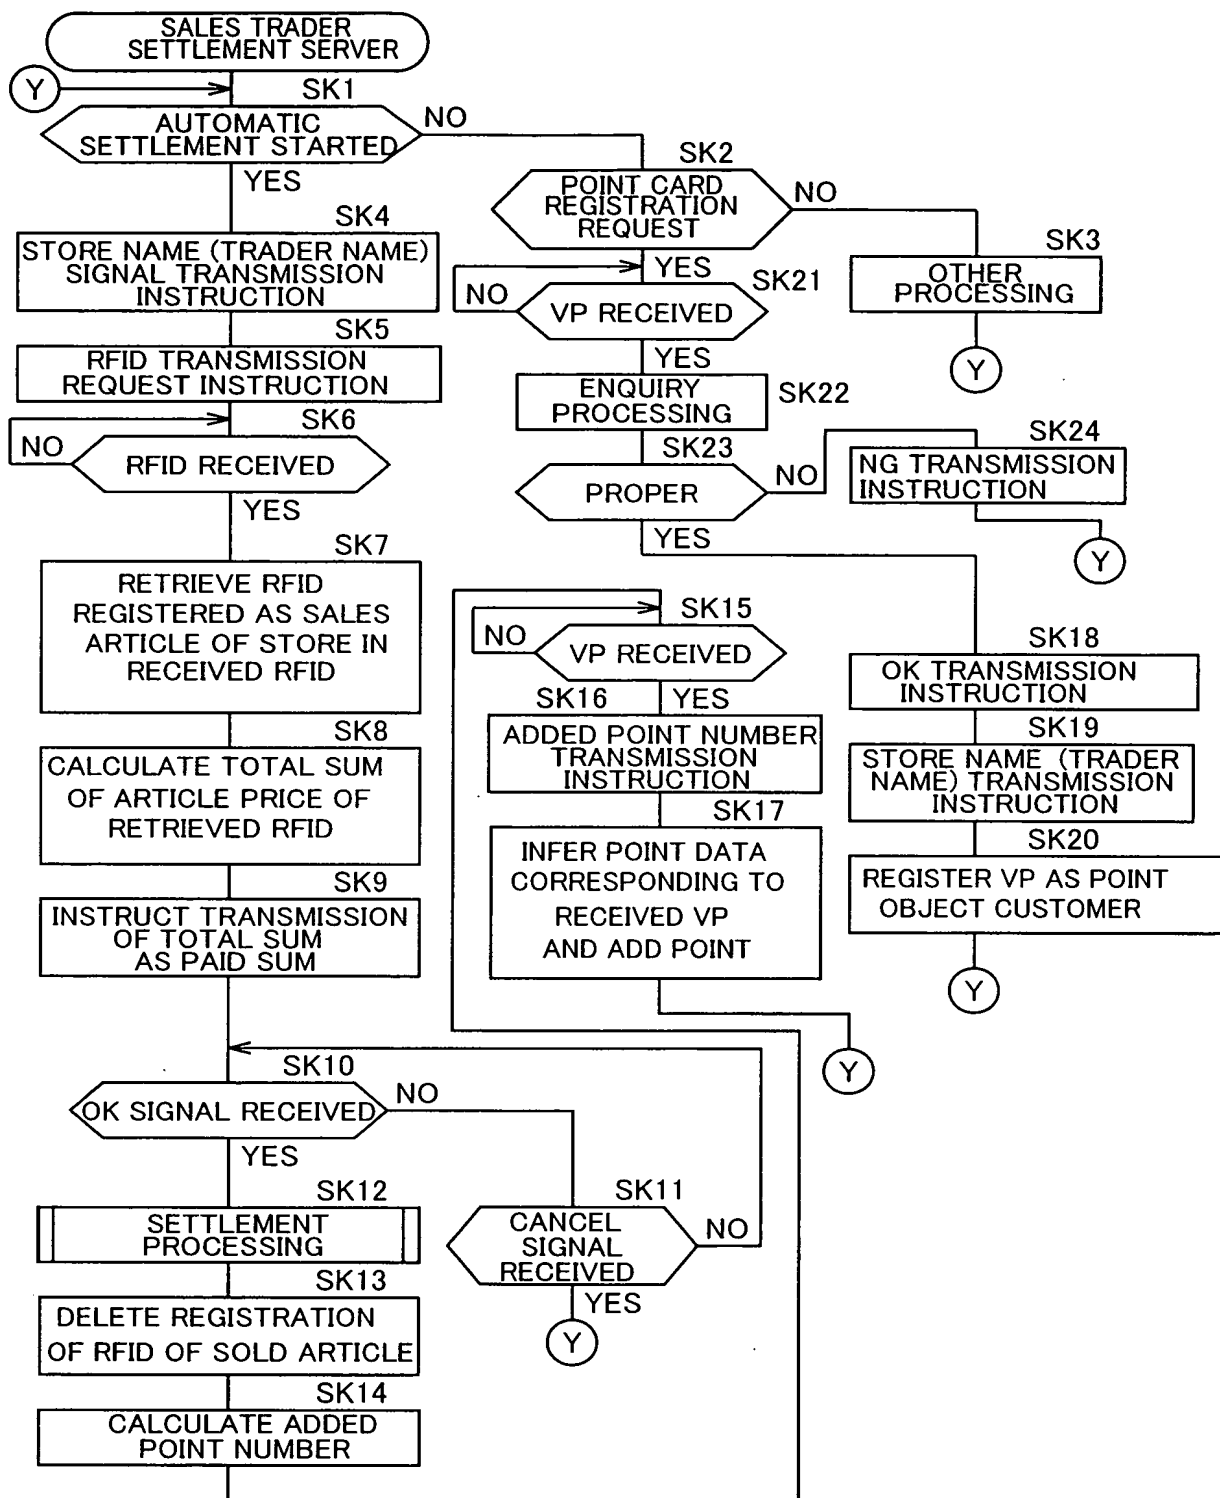 SALES TRADER
SETTLEMENT SERVER
Y
SK1
AUTOMATIC
SETTLEMENT STARTED
NO
YES
SK2
POINT CARD
REGISTRATION
REQUEST
NO
YES
SK3
OTHER
PROCESSING
Y
SK4
STORE NAME (TRADER NAME)
SIGNAL TRANSMISSION
INSTRUCTION
SK5
RFID TRANSMISSION
REQUEST INSTRUCTION
SK6
NO
RFID RECEIVED
YES
SK7
RETRIEVE RFID
REGISTERED AS SALES
ARTICLE OF STORE IN
RECEIVED RFID
SK8
CALCULATE TOTAL SUM
OF ARTICLE PRICE OF
RETRIEVED RFID
SK9
INSTRUCT TRANSMISSION
OF TOTAL SUM
AS PAID SUM
SK10
OK SIGNAL RECEIVED
NO
YES
SK11
CANCEL
SIGNAL
RECEIVED
NO
YES
Y
SK12
SETTLEMENT
PROCESSING
SK13
DELETE REGISTRATION
OF RFID OF SOLD ARTICLE
SK14
CALCULATE ADDED
POINT NUMBER
SK21
NO
VP RECEIVED
YES
SK22
ENQUIRY
PROCESSING
SK23
PROPER
NO
YES
SK24
NG TRANSMISSION
INSTRUCTION
Y
SK15
NO
VP RECEIVED
YES
SK16
ADDED POINT NUMBER
TRANSMISSION
INSTRUCTION
SK17
INFER POINT DATA
CORRESPONDING TO
RECEIVED VP
AND ADD POINT
Y
SK18
OK TRANSMISSION
INSTRUCTION
SK19
STORE NAME (TRADER
NAME) TRANSMISSION
INSTRUCTION
SK20
REGISTER VP AS POINT
OBJECT CUSTOMER
Y